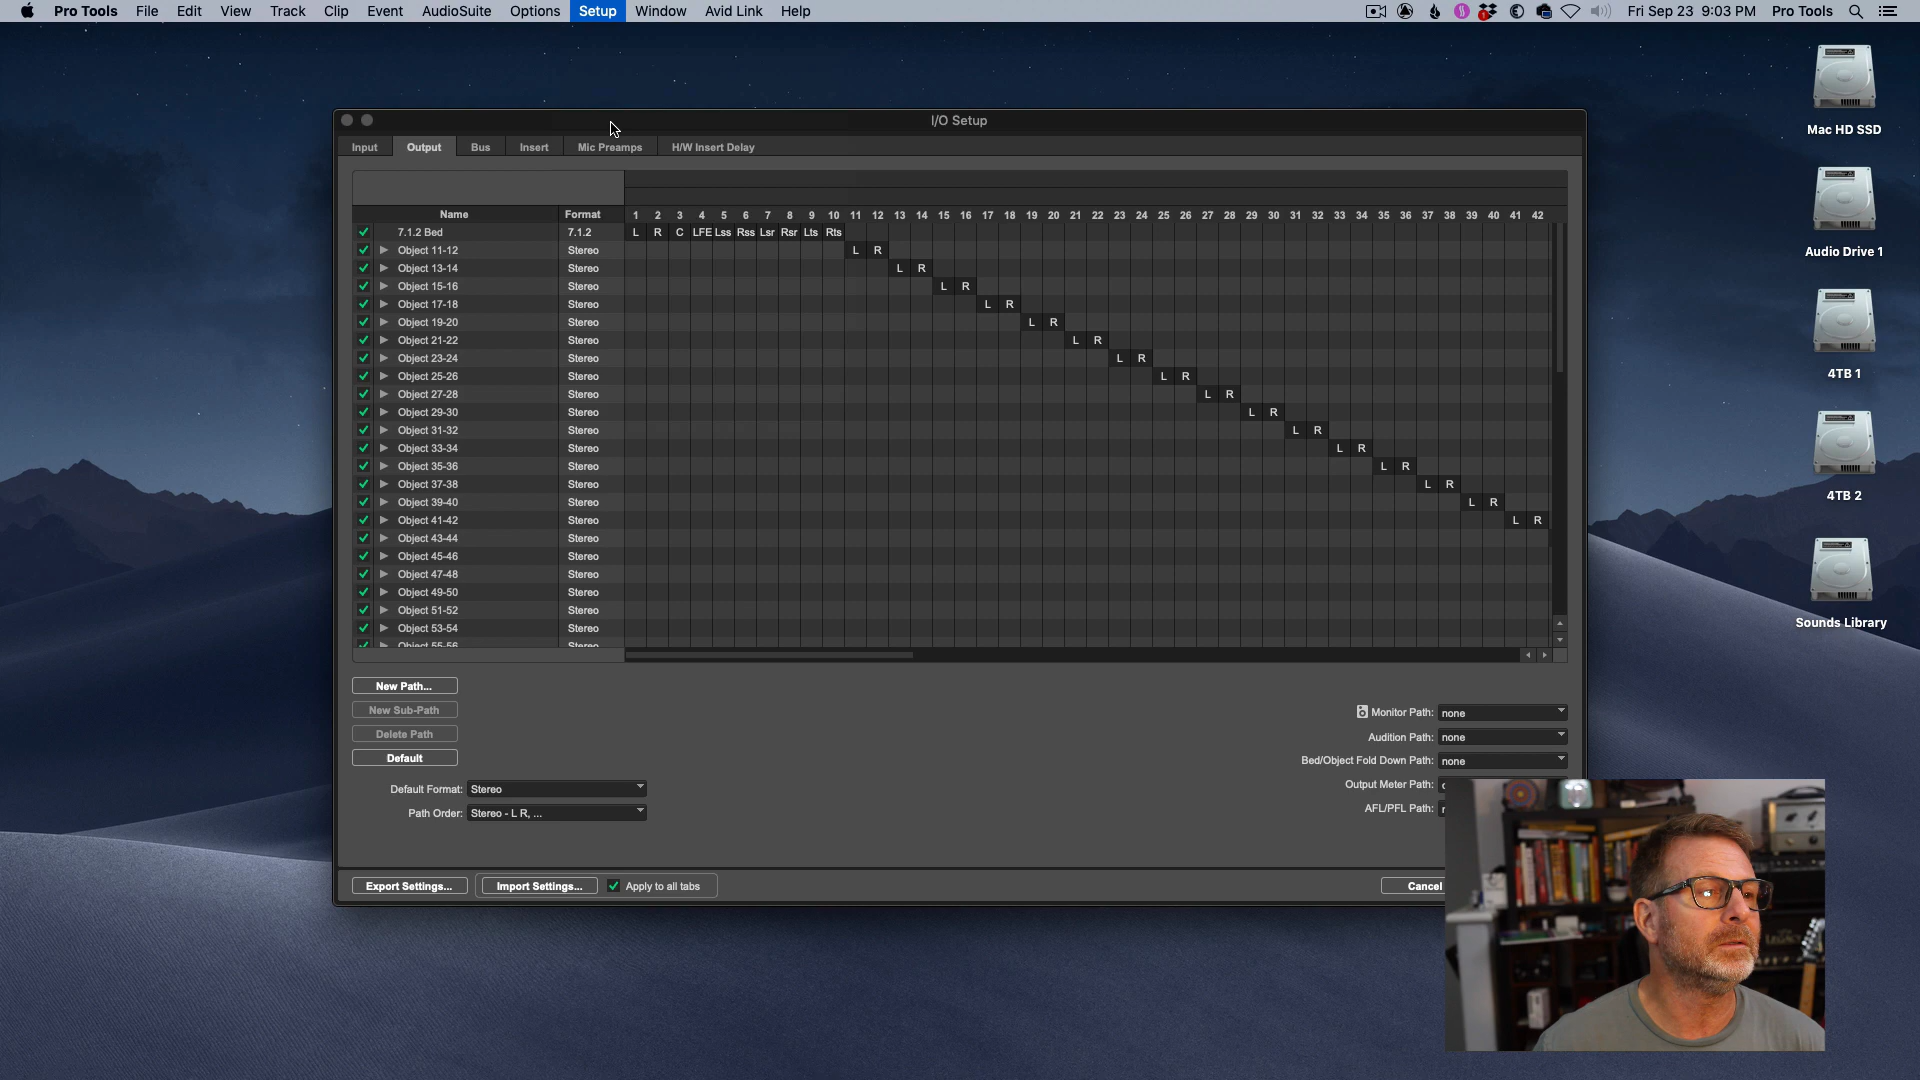 Pro Tools File Edit View Track Clip Event AudioSuite Options Setup Window Avid Link Help
Fri Sep 23 9:03 PM Pro Tools
I/O Setup
Input Output Bus Insert Mic Preamps H/W Insert Delay
Name Format 1 2 3 4 5 6 7 8 9 10 11 12 13 14 15 16 17 18 19 20 21 22 23 24 25 26 27 28 29 30 31 32 33 34 35 36 37 38 39 40 41 42
7.1.2 Bed 7.1.2 L R C LFE Lss Rss Lsr Rsr Lts Rts
Object 11-12 Stereo L R
Object 13-14 Stereo L R
Object 15-16 Stereo L R
Object 17-18 Stereo L R
Object 19-20 Stereo L R
Object 21-22 Stereo L R
Object 23-24 Stereo L R
Object 25-26 Stereo L R
Object 27-28 Stereo L R
Object 29-30 Stereo L R
Object 31-32 Stereo L R
Object 33-34 Stereo L R
Object 35-36 Stereo L R
Object 37-38 Stereo L R
Object 39-40 Stereo L R
Object 41-42 Stereo L R
Object 43-44 Stereo
Object 45-46 Stereo
Object 47-48 Stereo
Object 49-50 Stereo
Object 51-52 Stereo
Object 53-54 Stereo
Object 55-56 Stereo
New Path...
New Sub-Path
Delete Path
Default
Default Format: Stereo
Path Order: Stereo - L R, ...
Monitor Path: none
Audition Path: none
Bed/Object Fold Down Path: none
Output Meter Path:
AFL/PFL Path:
Export Settings... Import Settings... Apply to all tabs
Cancel
Mac HD SSD
Audio Drive 1
4TB 1
4TB 2
Sounds Library